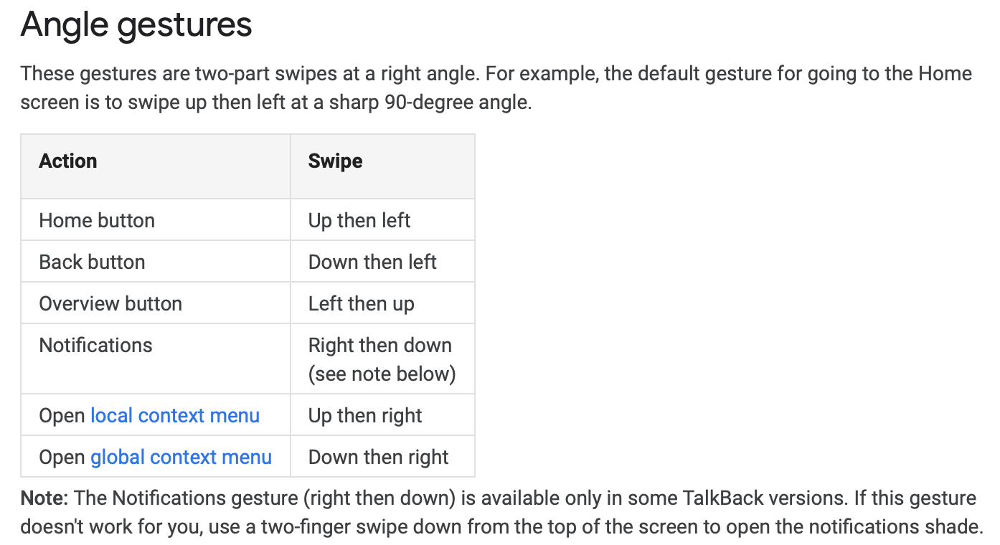 Angle gestures
These gestures are two-part swipes at a right angle. For example, the default gesture for going to the Home
screen is to swipe up then left at a sharp 90-degree angle.
Action Swipe
Home button Up then left
Back button Down then left
Overview button Left then up
Notifications Right then down
(see note below)
Open local context menu Up then right
Open global context menu Down then right
Note: The Notifications gesture (right then down) is available only in some TalkBack versions. If this gesture
doesn't work for you, use a two-finger swipe down from the top of the screen to open the notifications shade.